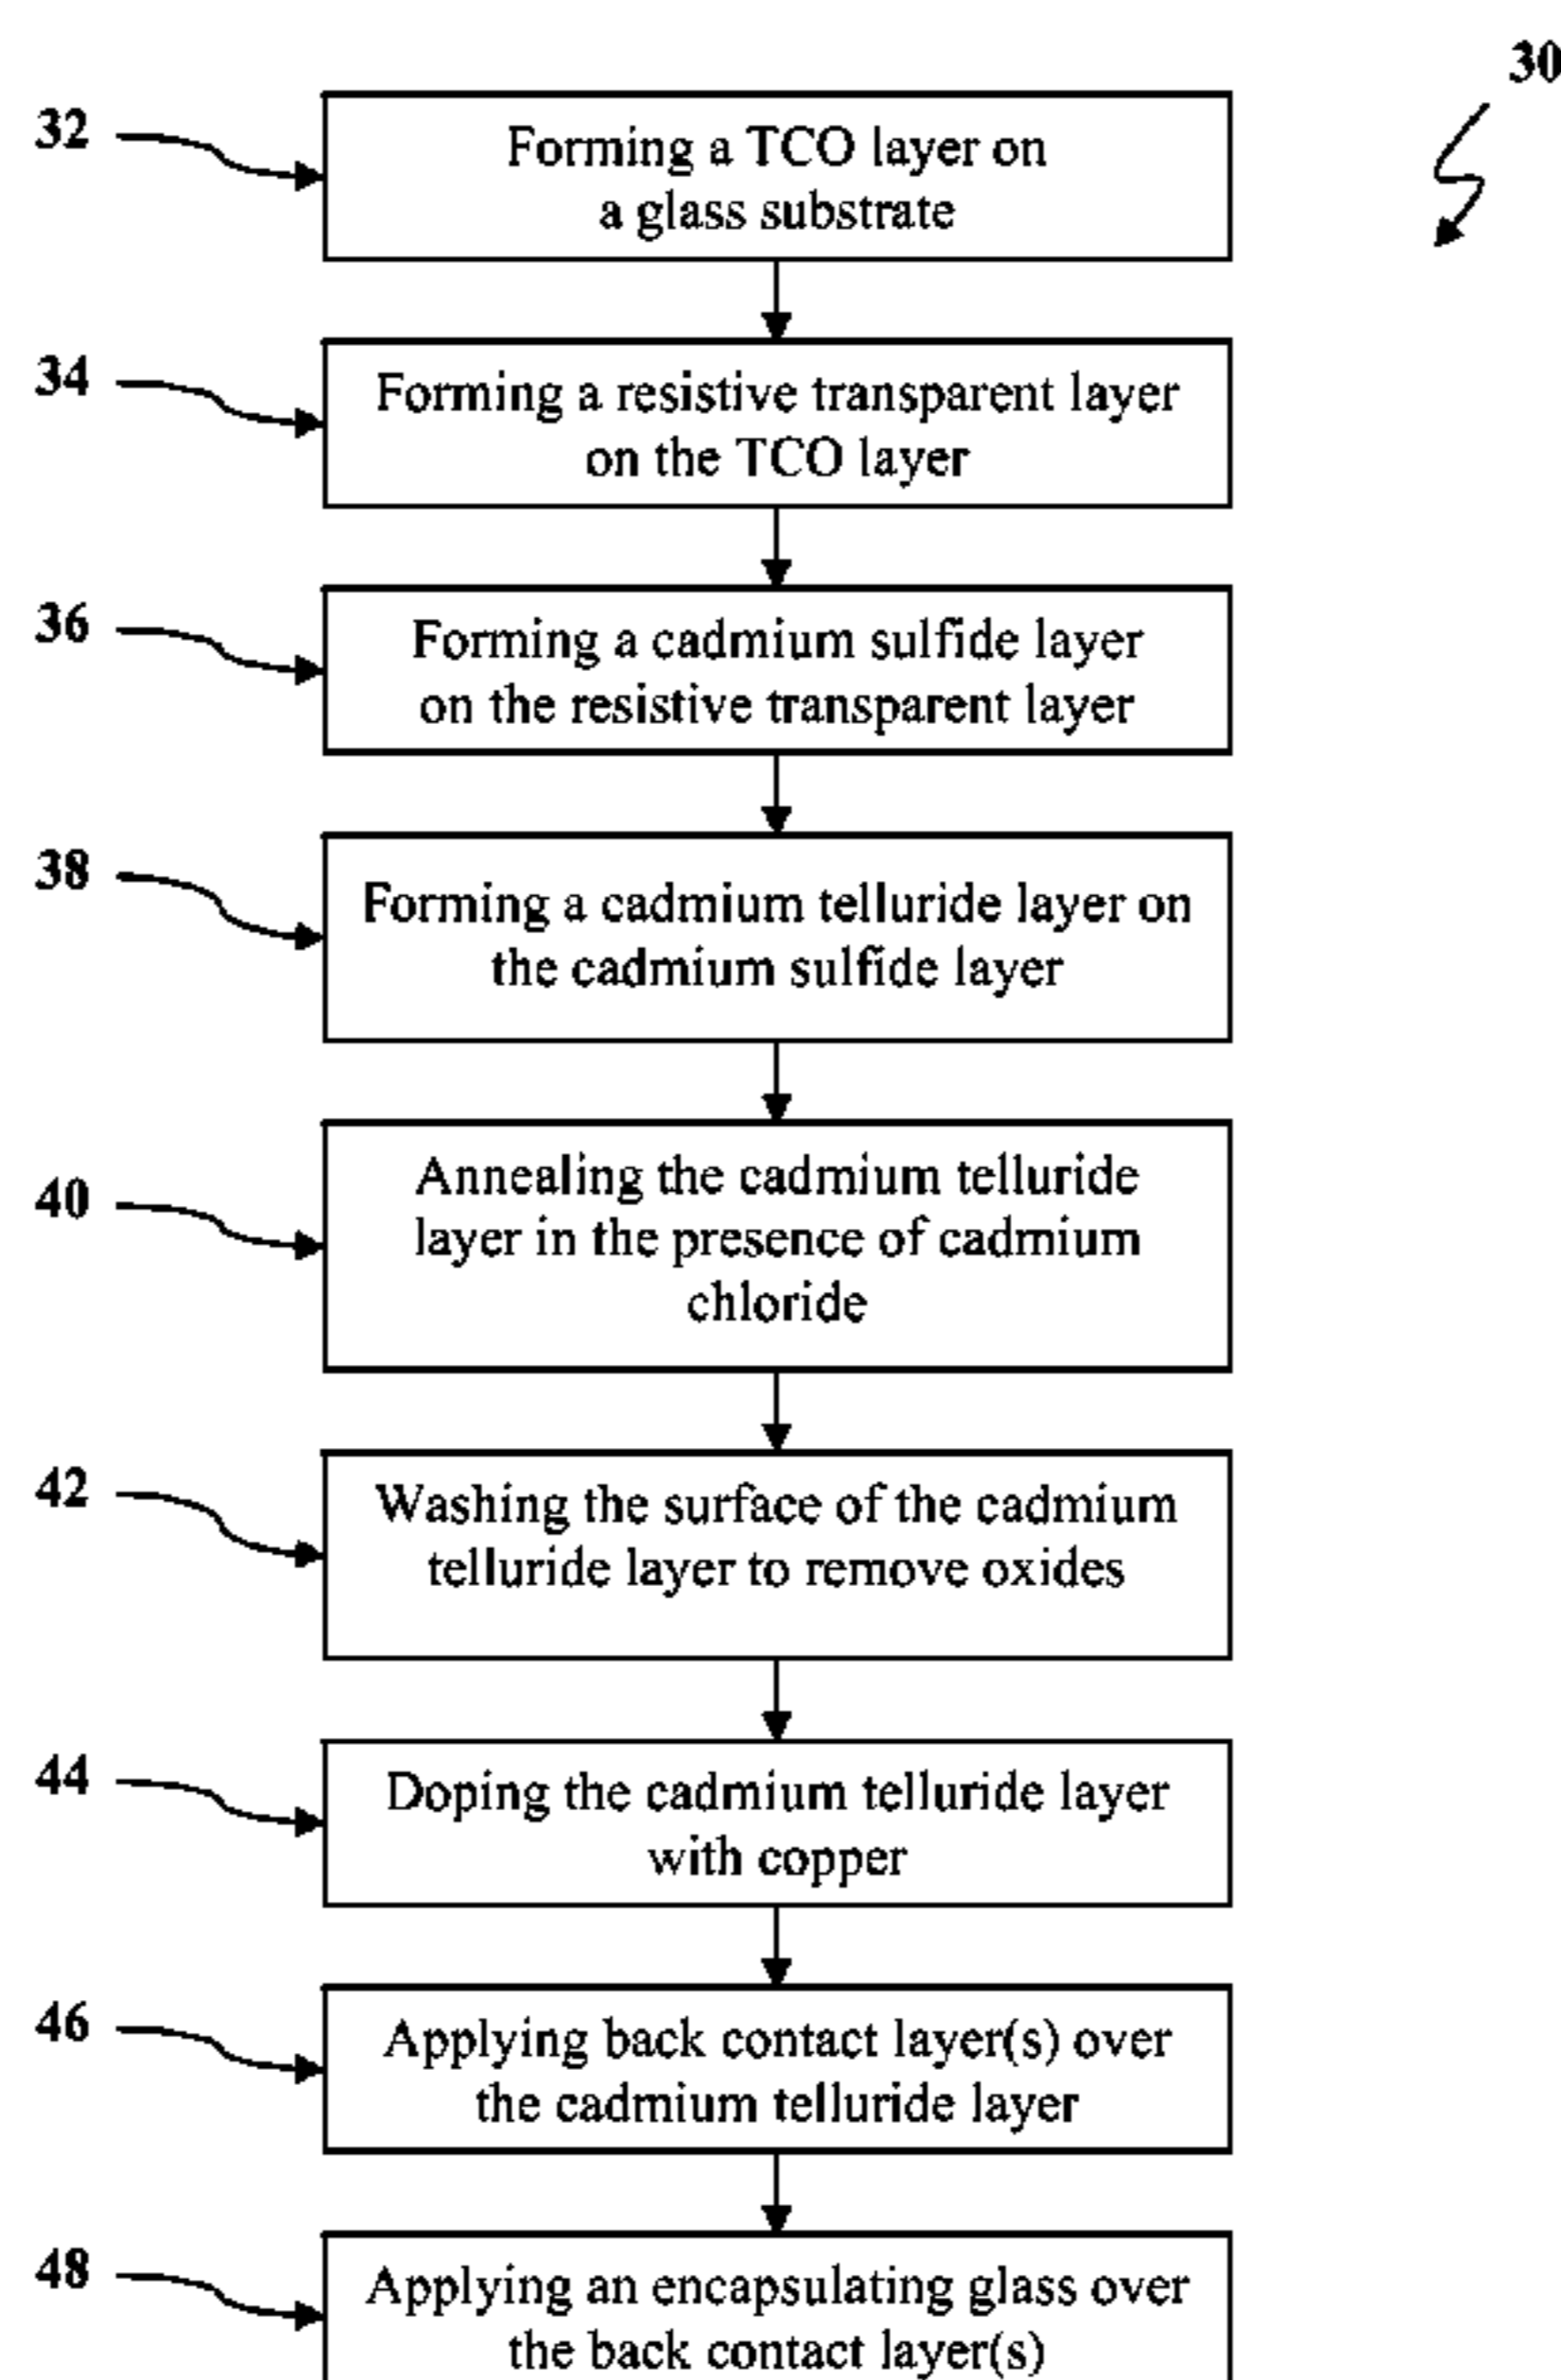 30
32
Forming a TCO layer on
a glass substrate
34
Forming a resistive transparent layer
on the TCO layer
36
Forming a cadmium sulfide layer
on the resistive transparent layer
38
Forming a cadmium telluride layer on
the cadmium sulfide layer
40
Annealing the cadmium telluride
layer in the presence of cadmium
chloride
42
Washing the surface of the cadmium
telluride layer to remove oxides
44
Doping the cadmium telluride layer
with copper
46
Applying back contact layer(s) over
the cadmium telluride layer
48
Applying an encapsulating glass over
the back contact layer(s)